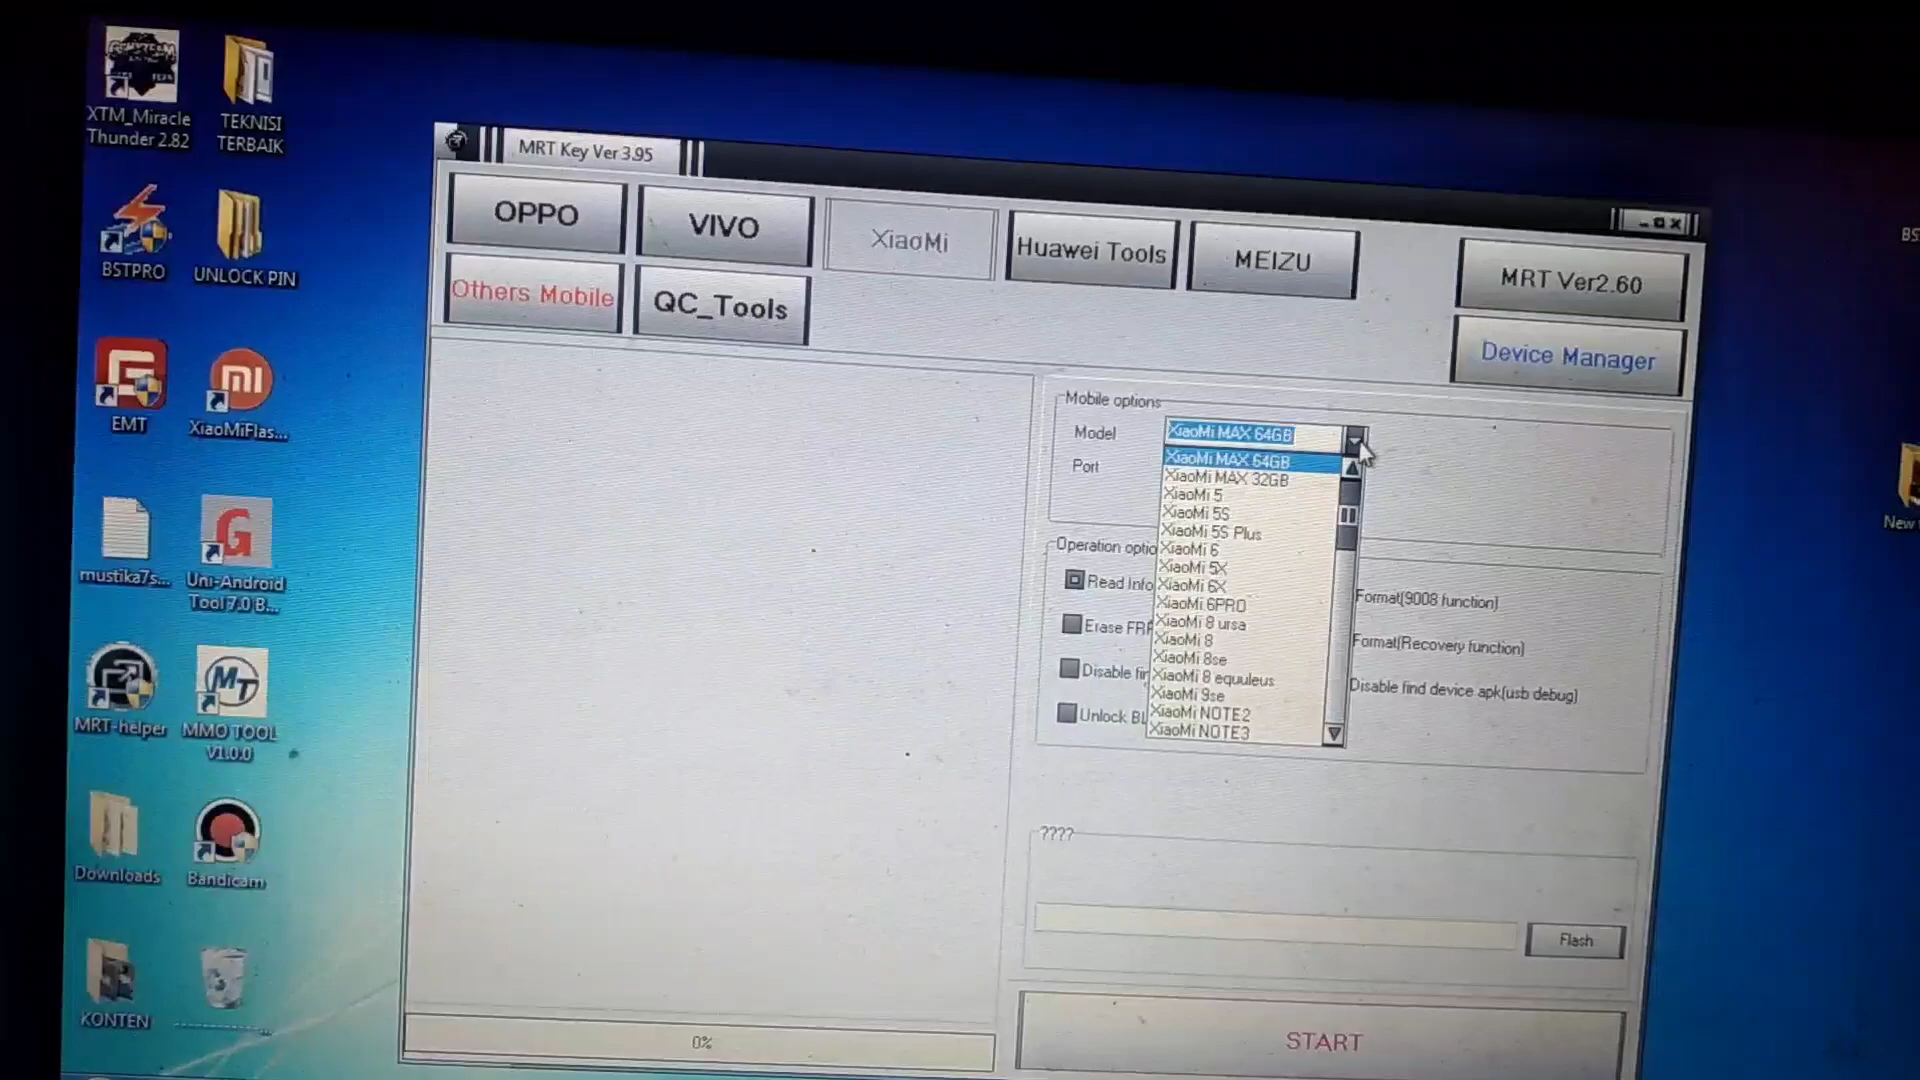 XTM_Miracle
Thunder 2.82
TEKNISI
TERBAIK
BSTPRO
UNLOCK PIN
EMT
XiaoMiFlas...
mustika7s...
Uni-Android
Tool 7.0 B...
MRT-helper
MMO TOOL
V1.0.0
Downloads
Bandicam
KONTEN
MRT Key Ver 3.95
OPPO
VIVO
XiaoMi
Huawei Tools
MEIZU
MRT Ver2.60
Others Mobile
QC_Tools
Device Manager
Mobile options
Model
XiaoMi MAX 64GB
Port
XiaoMi MAX 64GB
XiaoMi MAX 32GB
XiaoMi 5
XiaoMi 5S
XiaoMi 5S Plus
XiaoMi 6
XiaoMi 5X
XiaoMi 6X
XiaoMi 6PRO
XiaoMi 8 ursa
XiaoMi 8
XiaoMi 8se
XiaoMi 8 equuleus
XiaoMi 9se
XiaoMi NOTE2
XiaoMi NOTE3
Operation optio
Read Info
Format(9008 function)
Erase FR
Format(Recovery function)
Disable fin
Disable find device apk(usb debug)
Unlock BL
????
Flash
0%
START
BS
New